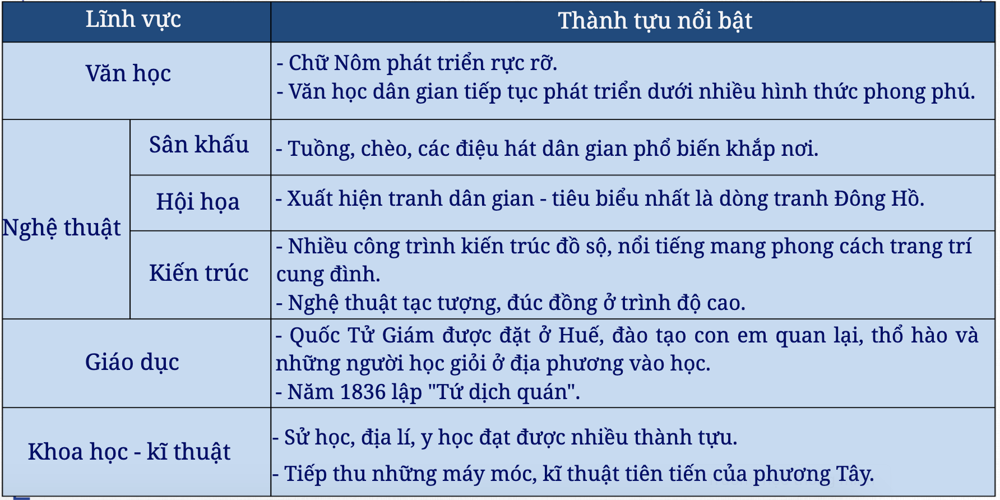 Lĩnh vực
Thành tựu nổi bật
Văn học
- Chữ Nôm phát triển rực rỡ.
- Văn học dân gian tiếp tục phát triển dưới nhiều hình thức phong phú.
Nghệ thuật
Sân khấu
- Tuồng, chèo, các điệu hát dân gian phổ biến khắp nơi.
Hội họa
- Xuất hiện tranh dân gian - tiêu biểu nhất là dòng tranh Đông Hồ.
Kiến trúc
- Nhiều công trình kiến trúc đồ sộ, nổi tiếng mang phong cách trang trí
cung đình.
- Nghệ thuật tạc tượng, đúc đồng ở trình độ cao.
Giáo dục
- Quốc Tử Giám được đặt ở Huế, đào tạo con em quan lại, thổ hào và
những người học giỏi ở địa phương vào học.
- Năm 1836 lập "Tứ dịch quán".
Khoa học - kĩ thuật
- Sử học, địa lí, y học đạt được nhiều thành tựu.
- Tiếp thu những máy móc, kĩ thuật tiên tiến của phương Tây.